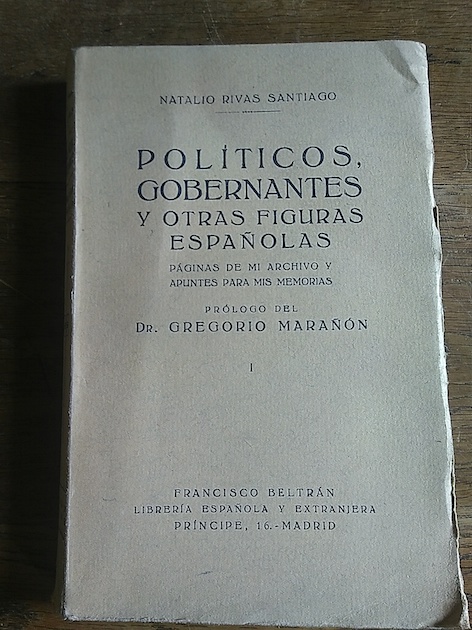 NATALIO RIVAS SANTIAGO
POLÍTICOS,
GOBERNANTES
Y OTRAS FIGURAS
ESPAÑOLAS
PÁGINAS DE MI ARCHIVO Y
APUNTES PARA MIS MEMORIAS
PRÓLOGO DEL
DR. GREGORIO MARAÑÓN
I
FRANCISCO BELTRÁN
LIBRERÍA ESPAÑOLA Y EXTRANJERA
PRÍNCIPE, 16.-MADRID